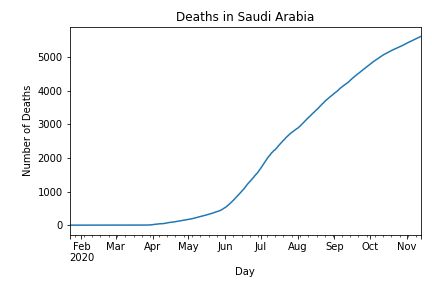 Deaths in Saudi Arabia
Number of Deaths
5000
4000
3000
2000
1000
0
Feb Mar Apr May Jun Jul Aug Sep Oct Nov
2020
Day